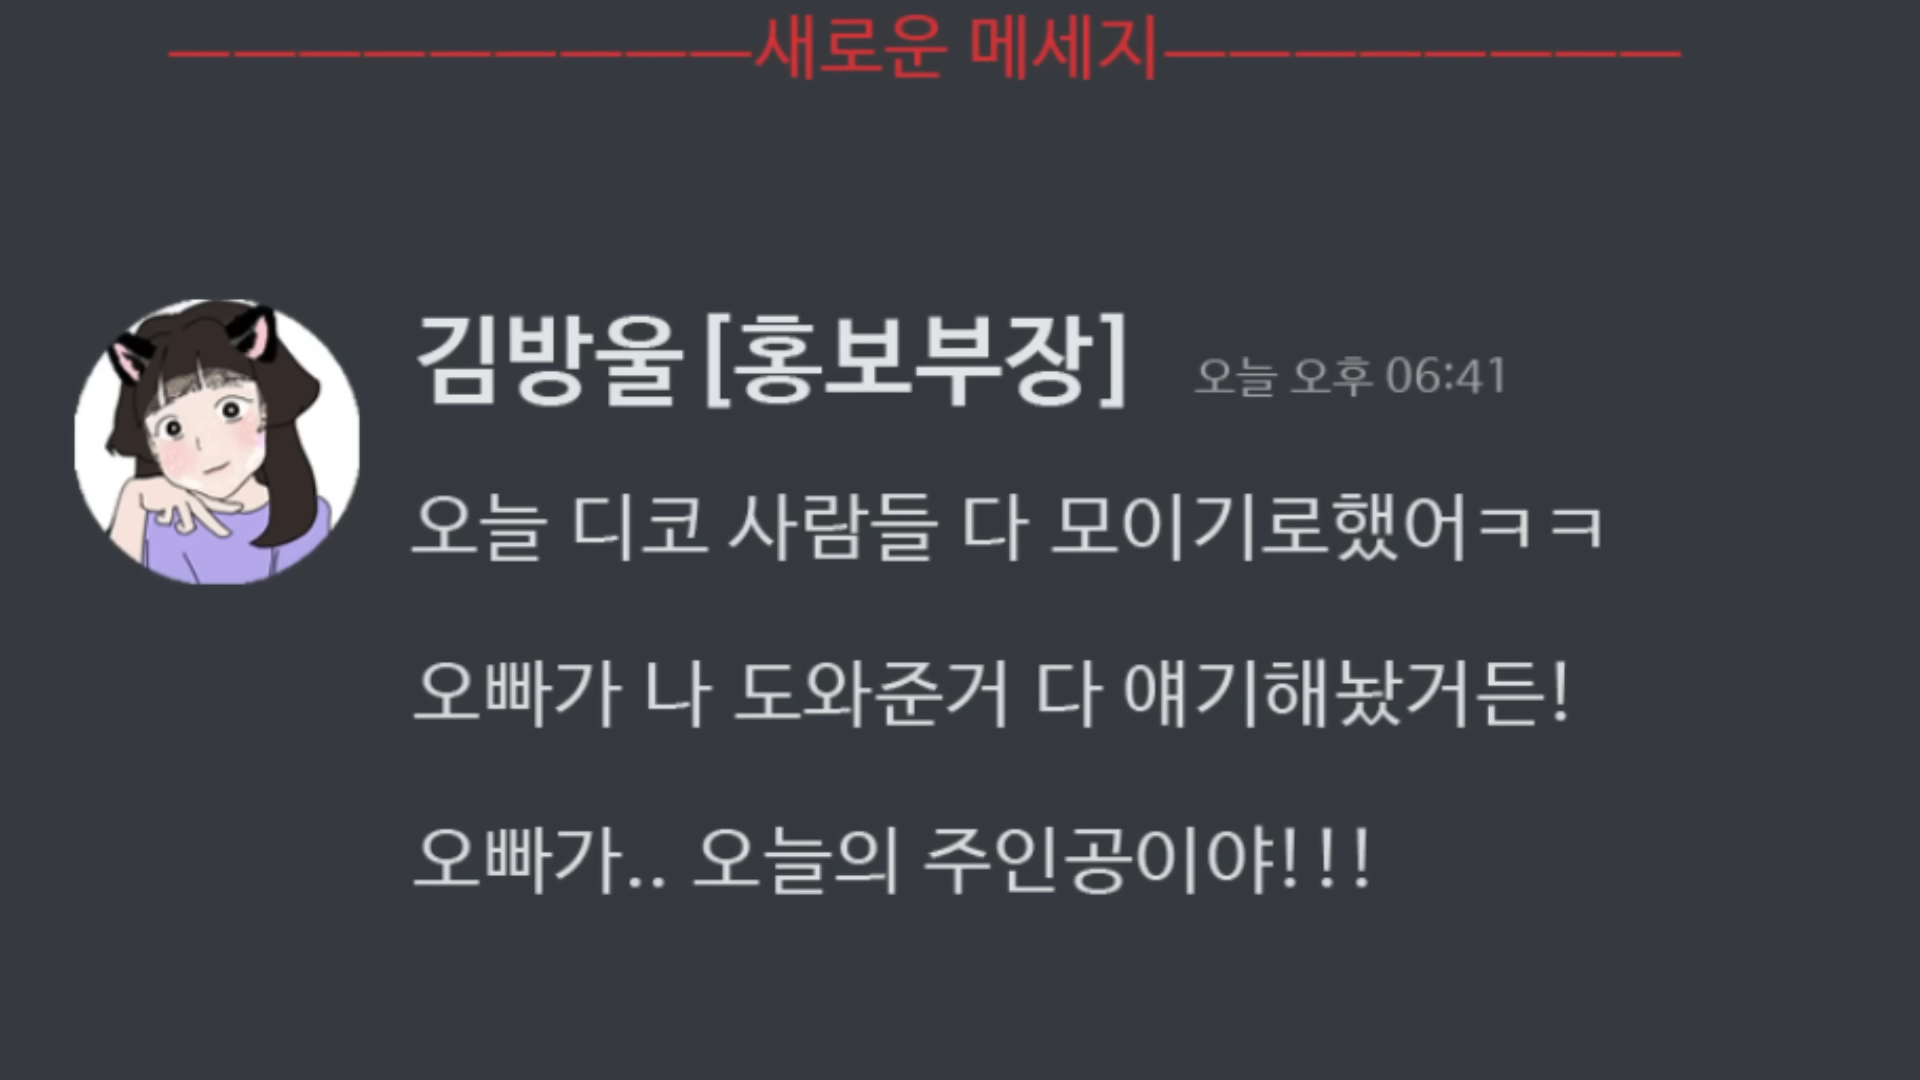 —————————새로운 메세지————————
김방울 [홍보부장] 오늘 오후 06:41
오늘 디코 사람들 다 모이기로했어ㅋㅋ
오빠가 나 도와준거 다 얘기해놨거든!
오빠가.. 오늘의 주인공이야!!!